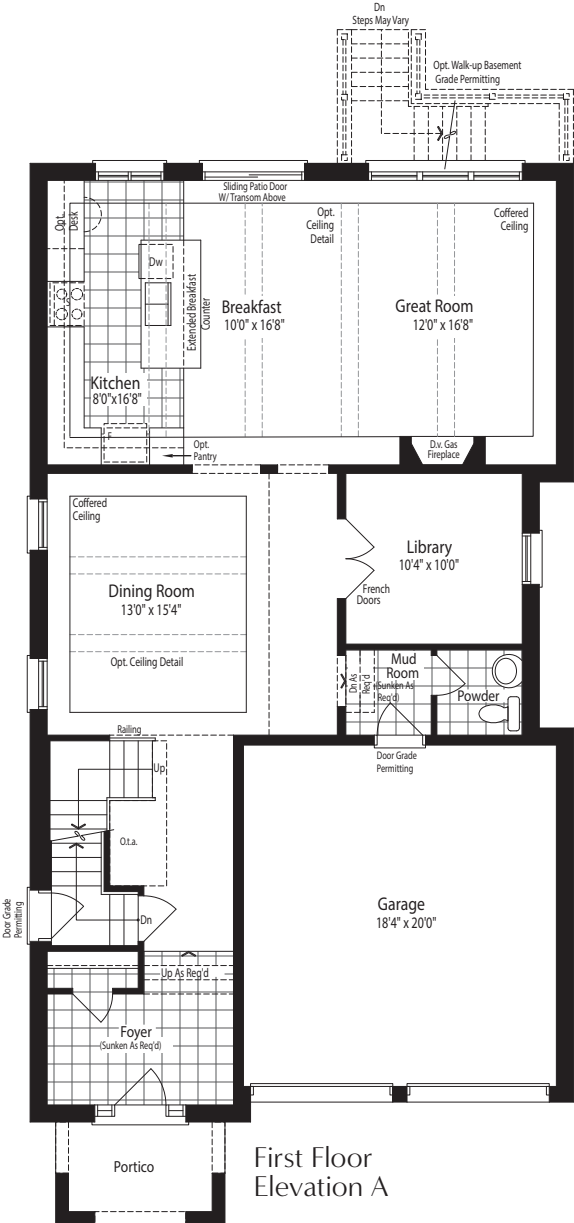 Dn
Steps May Vary
Opt. Walk-up Basement
Grade Permitting
Sliding Patio Door
W/ Transom Above
Opt.
Desk
Opt.
Ceiling
Detail
Coffered
Ceiling
Dw
Extended Breakfast
Counter
Breakfast
10'0" x 16'8"
Great Room
12'0" x 16'8"
Kitchen
8'0"x16'8"
F
Opt.
Pantry
D.v. Gas
Fireplace
Coffered
Ceiling
Library
10'4" x 10'0"
French
Doors
Dining Room
13'0" x 15'4"
Opt. Ceiling Detail
Dn As
Req'd
Mud
Room
(Sunken As
Req'd)
Powder
Railing
Up
Door Grade
Permitting
O.t.a.
Garage
18'4" x 20'0"
Door Grade
Permitting
Dn
Up As Req'd
Foyer
(Sunken As Req'd)
Portico
First Floor
Elevation A